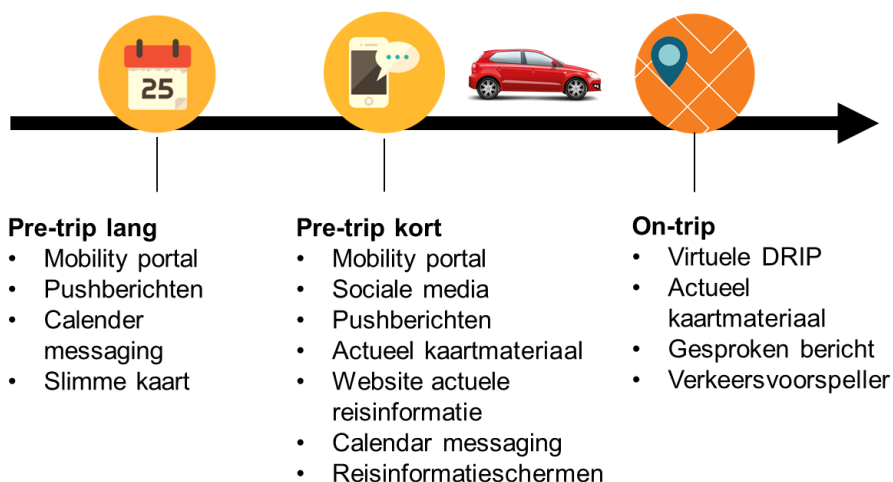 25
Pre-trip lang
• Mobility portal
• Pushberichten
• Calender
messaging
• Slimme kaart
Pre-trip kort
• Mobility portal
• Sociale media
• Pushberichten
• Actueel kaartmateriaal
• Website actuele
reisinformatie
• Calendar messaging
• Reisinformatieschermen
On-trip
• Virtuele DRIP
• Actueel
kaartmateriaal
• Gesproken bericht
• Verkeersvoorspeller